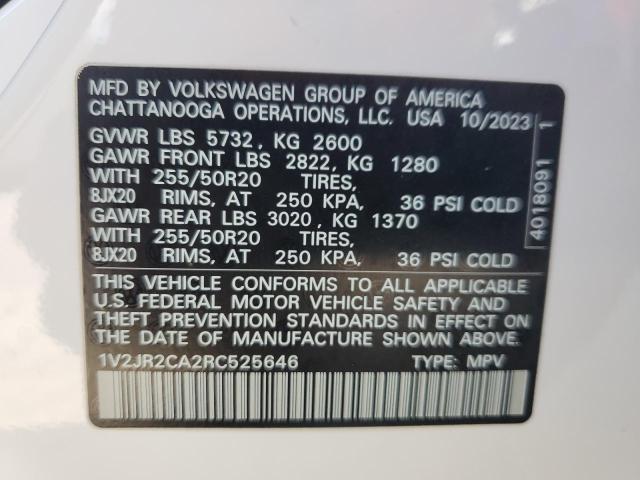 MFD BY VOLKSWAGEN GROUP OF AMERICA
CHATTANOOGA OPERATIONS, LLC. USA 10/2023
GVWR LBS 5732, KG 2600
GAWR FRONT LBS 2822, KG 1280
WITH 255/50R20 TIRES,
8JX20 RIMS, AT 250 KPA, 36 PSI COLD
GAWR REAR LBS 3020, KG 1370
WITH 255/50R20 TIRES,
8JX20 RIMS, AT 250 KPA, 36 PSI COLD
THIS VEHICLE CONFORMS TO ALL APPLICABLE
U.S. FEDERAL MOTOR VEHICLE SAFETY AND
THEFT PREVENTION STANDARDS IN EFFECT ON
THE DATE OF MANUFACTURE SHOWN ABOVE.
1V2JR2CA2RC525646 TYPE: MPV
4018091 1